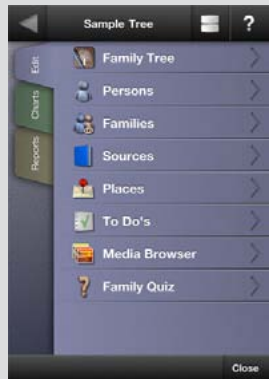 Sample Tree
?
Edit
Charts
Reports
Family Tree
Persons
Families
Sources
Places
To Do's
Media Browser
Family Quiz
Close